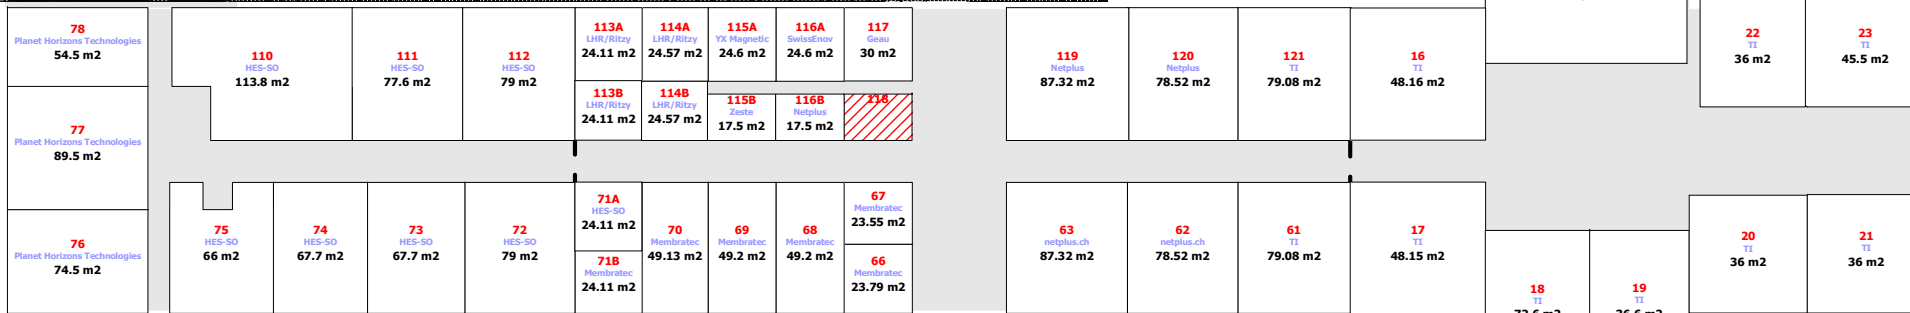 78
Planet Horizons Technologies
54.5 m2
77
Planet Horizons Technologies
89.5 m2
76
Planet Horizons Technologies
74.5 m2
110
HES-SO
113.8 m2
111
HES-SO
77.6 m2
112
HES-SO
79 m2
113A
LHR/Ritzy
24.11 m2
114A
LHR/Ritzy
24.57 m2
115A
YX Magnetic
24.6 m2
116A
SwissEnov
24.6 m2
117
Geau
30 m2
113B
LHR/Ritzy
24.11 m2
114B
LHR/Ritzy
24.57 m2
115B
Zeste
17.5 m2
116B
Netplus
17.5 m2
118
119
Netplus
87.32 m2
120
Netplus
78.52 m2
121
TI
79.08 m2
16
TI
48.16 m2
22
TI
36 m2
23
TI
45.5 m2
75
HES-SO
66 m2
74
HES-SO
67.7 m2
73
HES-SO
67.7 m2
72
HES-SO
79 m2
71A
HES-SO
24.11 m2
71B
Membratec
24.11 m2
70
Membratec
49.13 m2
69
Membratec
49.2 m2
68
Membratec
49.2 m2
67
Membratec
23.55 m2
66
Membratec
23.79 m2
63
netplus.ch
87.32 m2
62
netplus.ch
78.52 m2
61
TI
79.08 m2
17
TI
48.15 m2
18
TI
19
TI
20
TI
36 m2
21
TI
36 m2